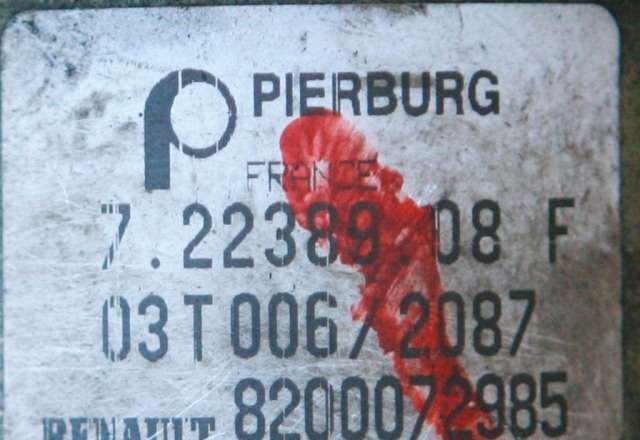 PIERBURG
FRANCE
7.22389.08 F
03T006/2087
RENAULT 8200072985